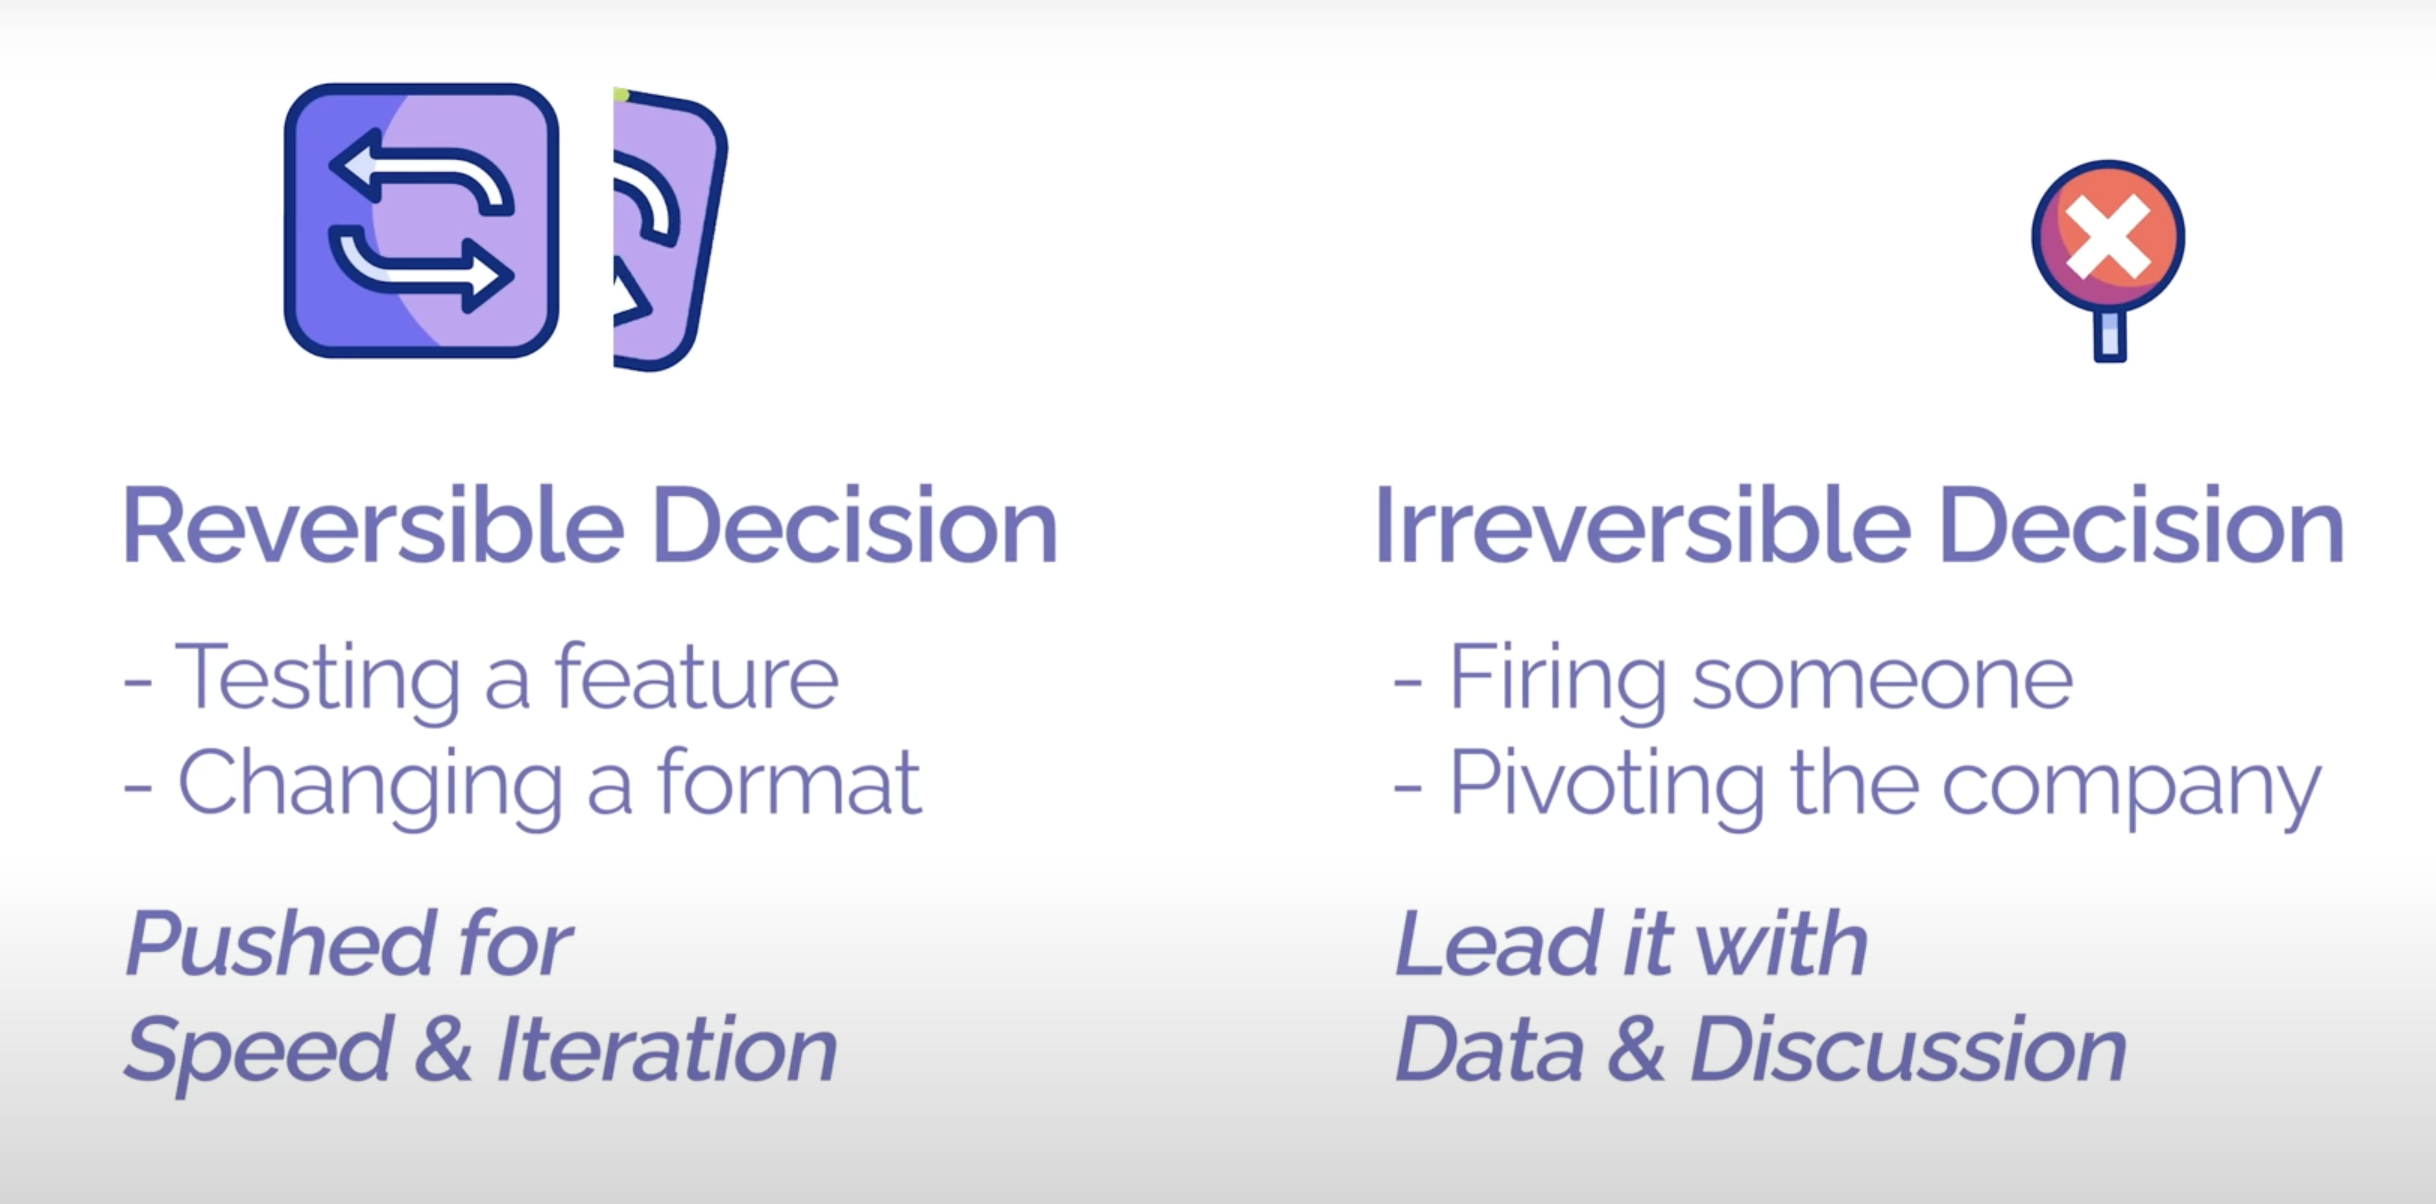 Reversible Decision
- Testing a feature
- Changing a format
Pushed for
Speed & Iteration
Irreversible Decision
- Firing someone
- Pivoting the company
Lead it with
Data & Discussion